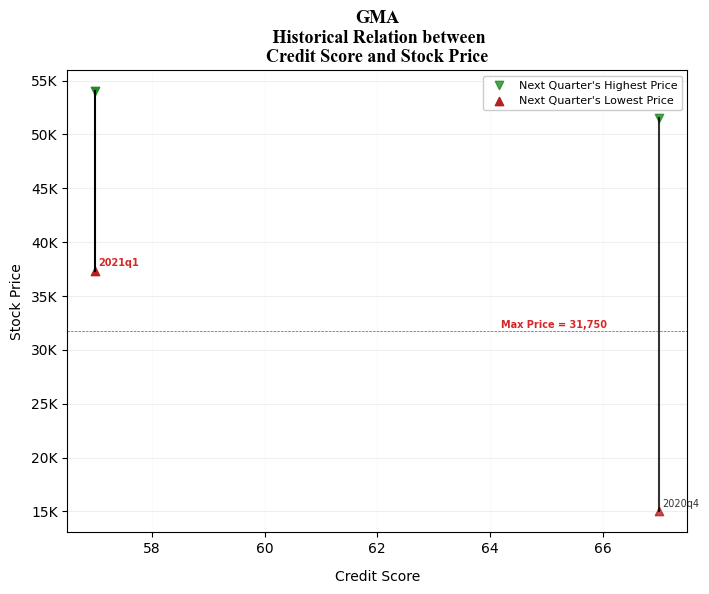 GMA
Historical Relation between
Credit Score and Stock Price
55K
50K
45K
40K
35K
30K
25K
20K
15K
Stock Price
Next Quarter's Highest Price
Next Quarter's Lowest Price
2021q1
Max Price = 31,750
2020q4
58 60 62 64 66
Credit Score